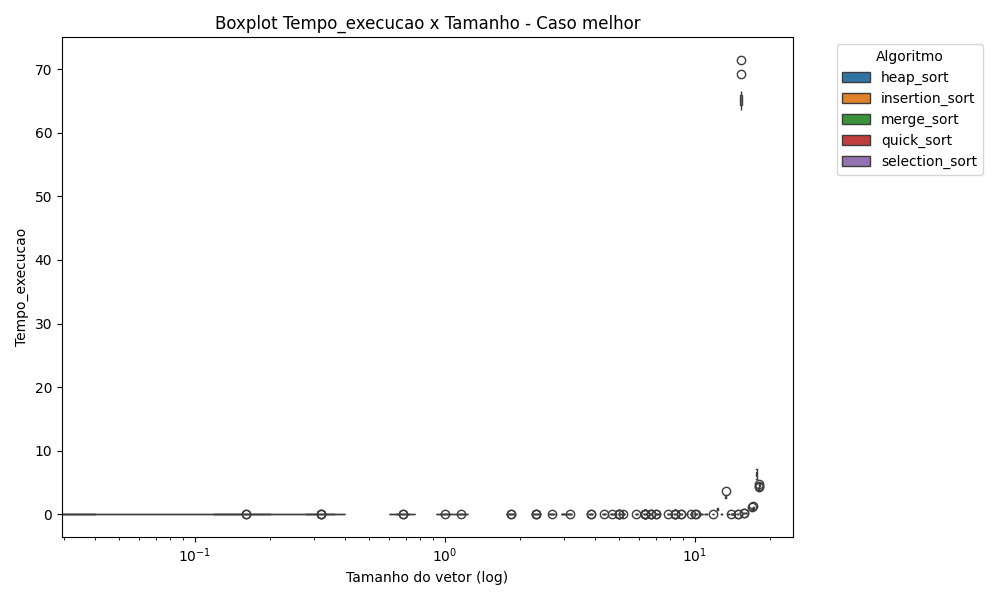 Boxplot Tempo_execucao x Tamanho - Caso melhor
Tempo_execucao
70
60
50
40
30
20
10
0
10⁻¹
10⁰
10¹
Tamanho do vetor (log)
Algoritmo
heap_sort
insertion_sort
merge_sort
quick_sort
selection_sort